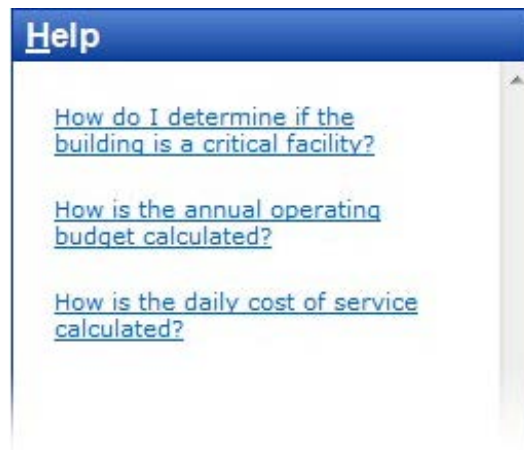 Help
How do I determine if the
building is a critical facility?
How is the annual operating
budget calculated?
How is the daily cost of service
calculated?